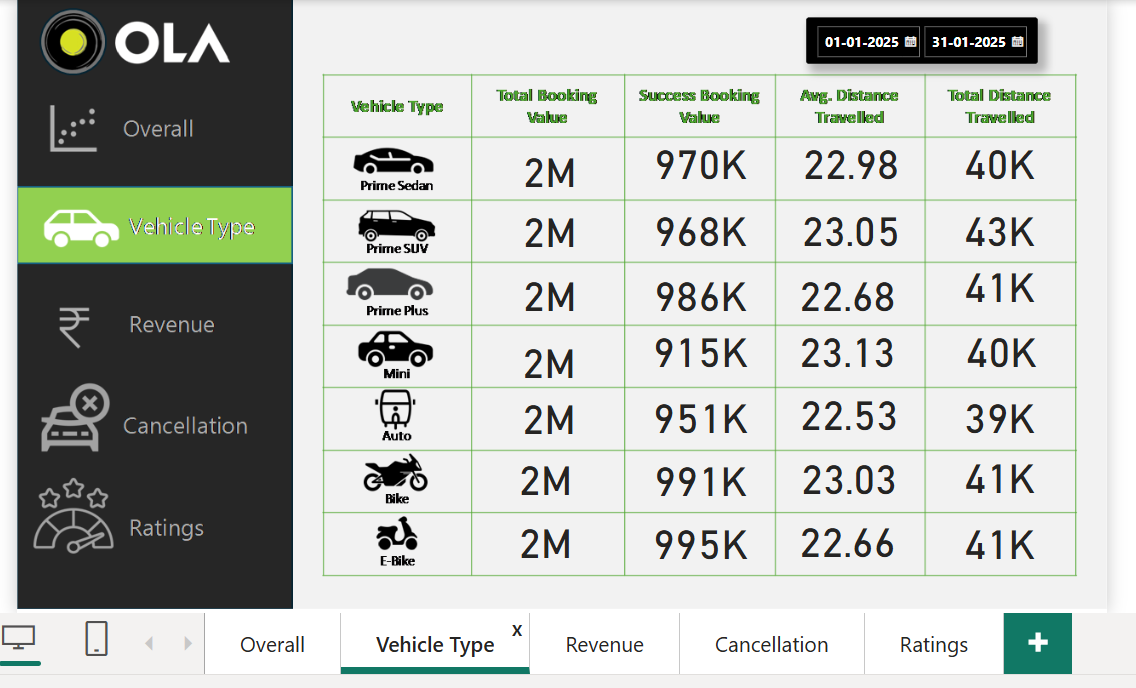 OLA
Overall
Vehicle Type
Revenue
Cancellation
Ratings
01-01-2025 31-01-2025
Vehicle Type Total Booking Value Success Booking Value Avg. Distance Travelled Total Distance Travelled
Prime Sedan 2M 970K 22.98 40K
Prime SUV 2M 968K 23.05 43K
Prime Plus 2M 986K 22.68 41K
Mini 2M 915K 23.13 40K
Auto 2M 951K 22.53 39K
Bike 2M 991K 23.03 41K
E-Bike 2M 995K 22.66 41K
Overall Vehicle Type X Revenue Cancellation Ratings +